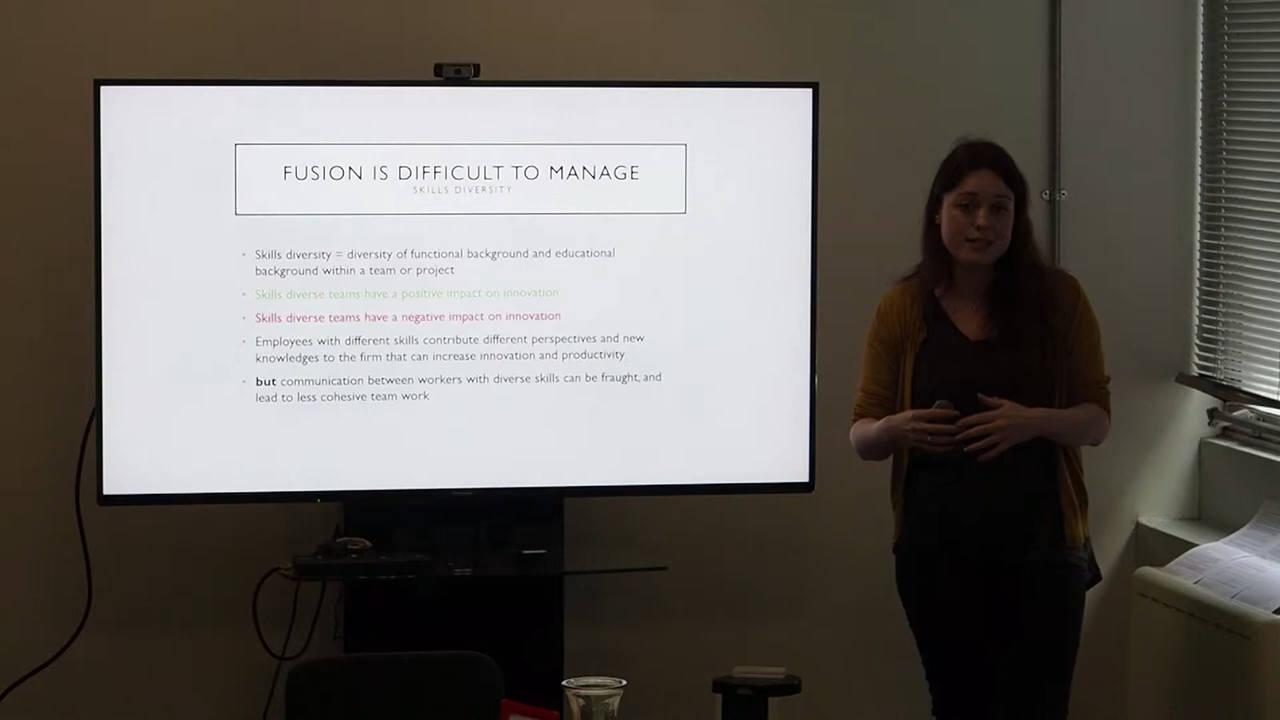 FUSION IS DIFFICULT TO MANAGE
SKILLS DIVERSITY
• Skills diversity = diversity of functional background and educational
background within a team or project
• Skills diverse teams have a positive impact on innovation
• Skills diverse teams have a negative impact on innovation
• Employees with different skills contribute different perspectives and new
knowledges to the firm that can increase innovation and productivity
• but communication between workers with diverse skills can be fraught, and
lead to less cohesive team work